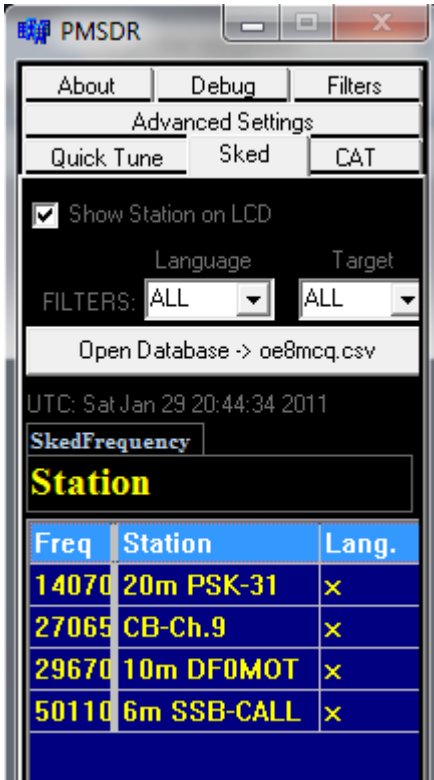 PMSDR
About Debug Filters
Advanced Settings
Quick Tune Sked CAT
Show Station on LCD
Language Target
FILTERS: ALL ALL
Open Database -> oe8mcq.csv
UTC: Sat Jan 29 20:44:34 2011
SkedFrequency
Station
Freq Station Lang.
14070 20m PSK-31 x
27065 CB-Ch.9 x
29670 10m DF0MOT x
50110 6m SSB-CALL x